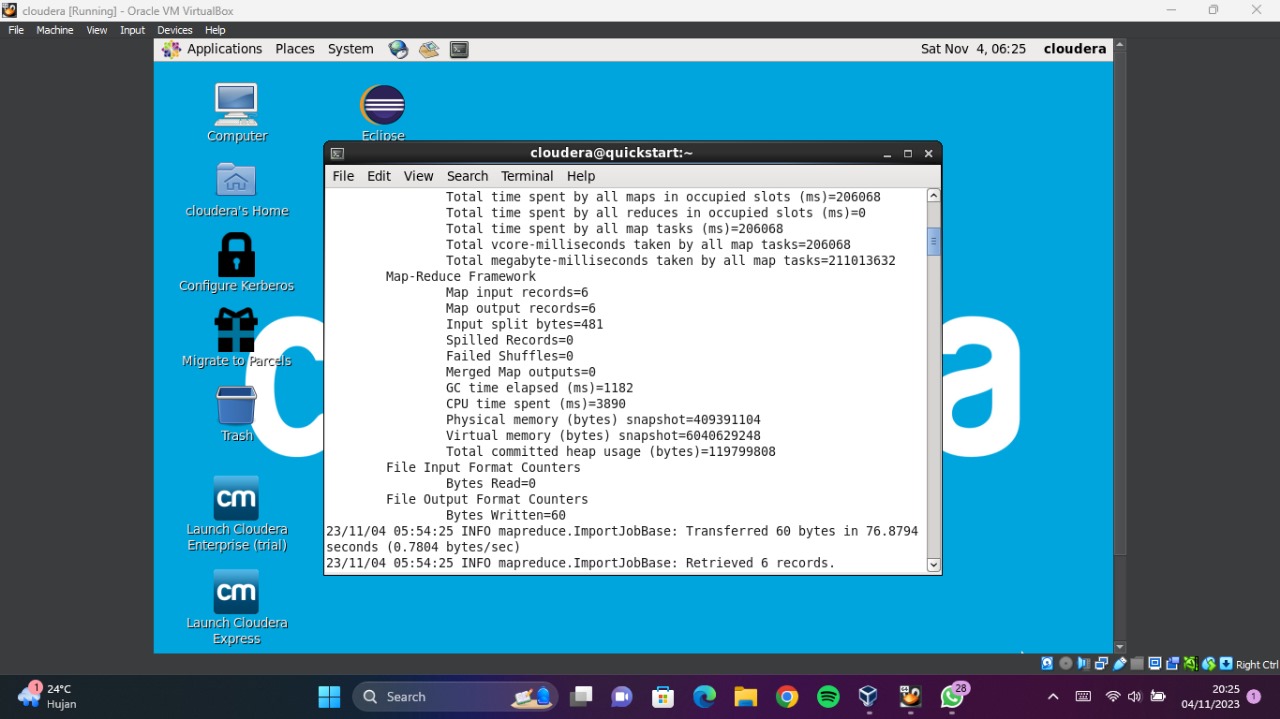 cloudera [Running] - Oracle VM VirtualBox
File Machine View Input Devices Help
Applications Places System
Sat Nov 4, 06:25 cloudera
Computer
Eclipse
cloudera's Home
Configure Kerberos
Migrate to Parcels
Trash
cm
Launch Cloudera
Enterprise (trial)
cm
Launch Cloudera
Express
c
a
cloudera@quickstart:~
File Edit View Search Terminal Help
Total time spent by all maps in occupied slots (ms)=206068
Total time spent by all reduces in occupied slots (ms)=0
Total time spent by all map tasks (ms)=206068
Total vcore-milliseconds taken by all map tasks=206068
Total megabyte-milliseconds taken by all map tasks=211013632
Map-Reduce Framework
Map input records=6
Map output records=6
Input split bytes=481
Spilled Records=0
Failed Shuffles=0
Merged Map outputs=0
GC time elapsed (ms)=1182
CPU time spent (ms)=3890
Physical memory (bytes) snapshot=409391104
Virtual memory (bytes) snapshot=6040629248
Total committed heap usage (bytes)=119799808
File Input Format Counters
Bytes Read=0
File Output Format Counters
Bytes Written=60
23/11/04 05:54:25 INFO mapreduce.ImportJobBase: Transferred 60 bytes in 76.8794
seconds (0.7804 bytes/sec)
23/11/04 05:54:25 INFO mapreduce.ImportJobBase: Retrieved 6 records.
Right Ctrl
1
24°C
Hujan
Search
28
20:25
04/11/2023
1